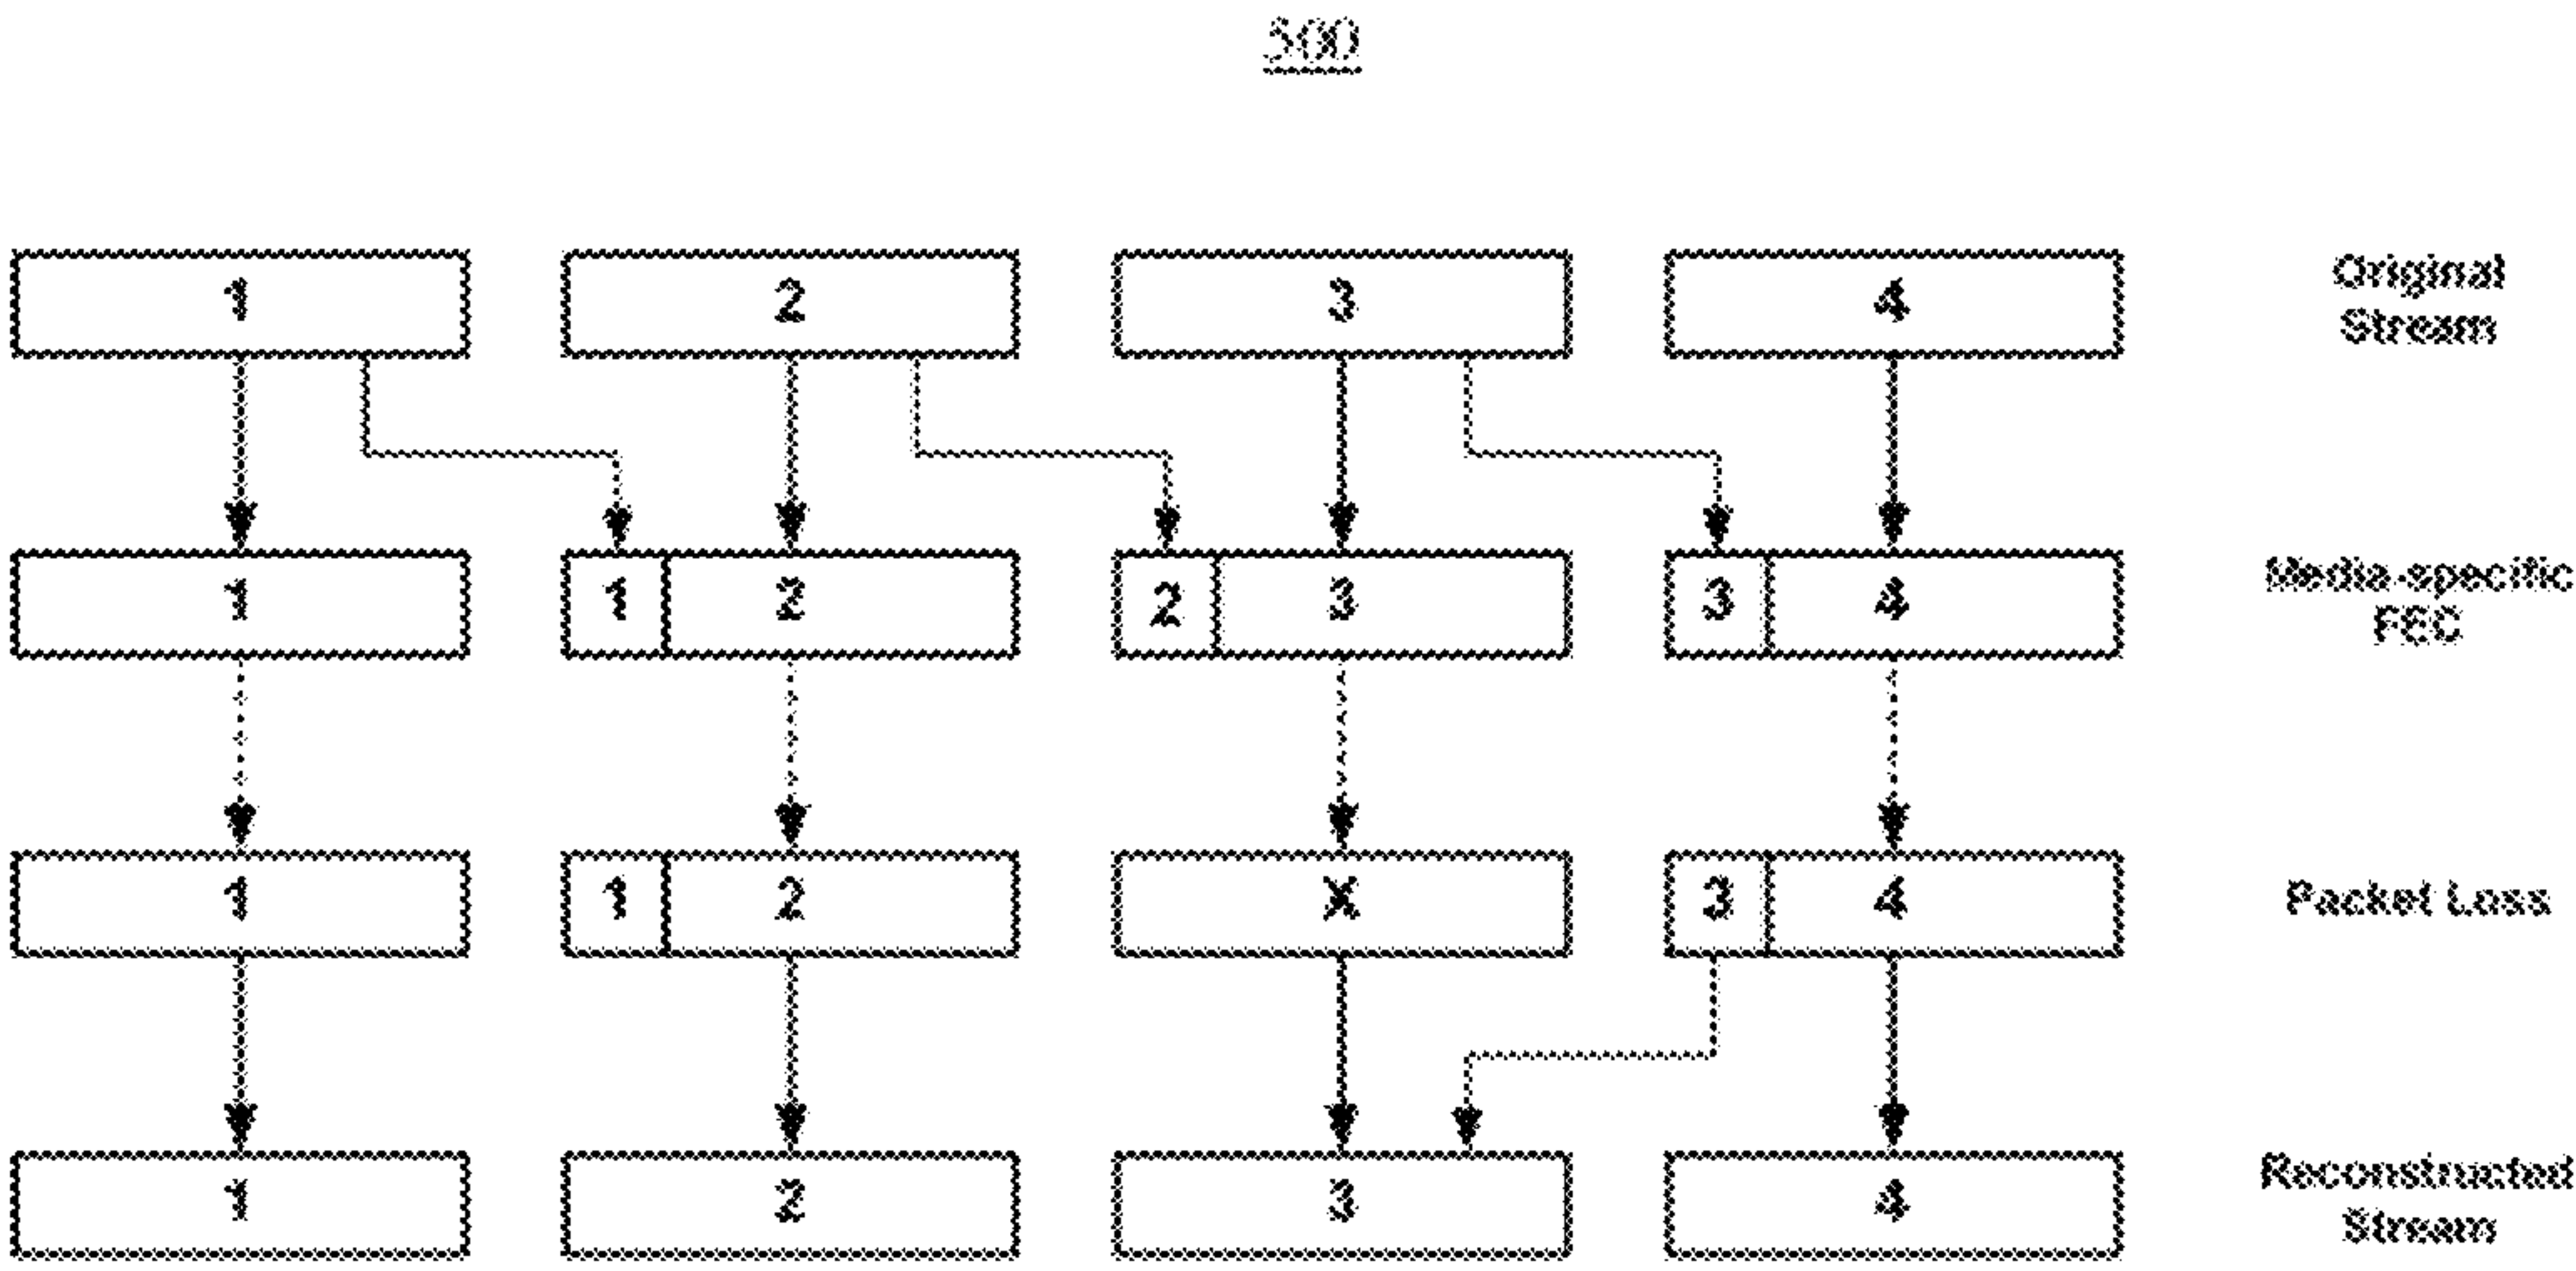 500
1 2 3 4 Original
Stream
1 1 2 2 3 3 4 Media-specific
FEC
1 1 2 X 3 4 Packet Loss
1 2 3 4 Reconstructed
Stream